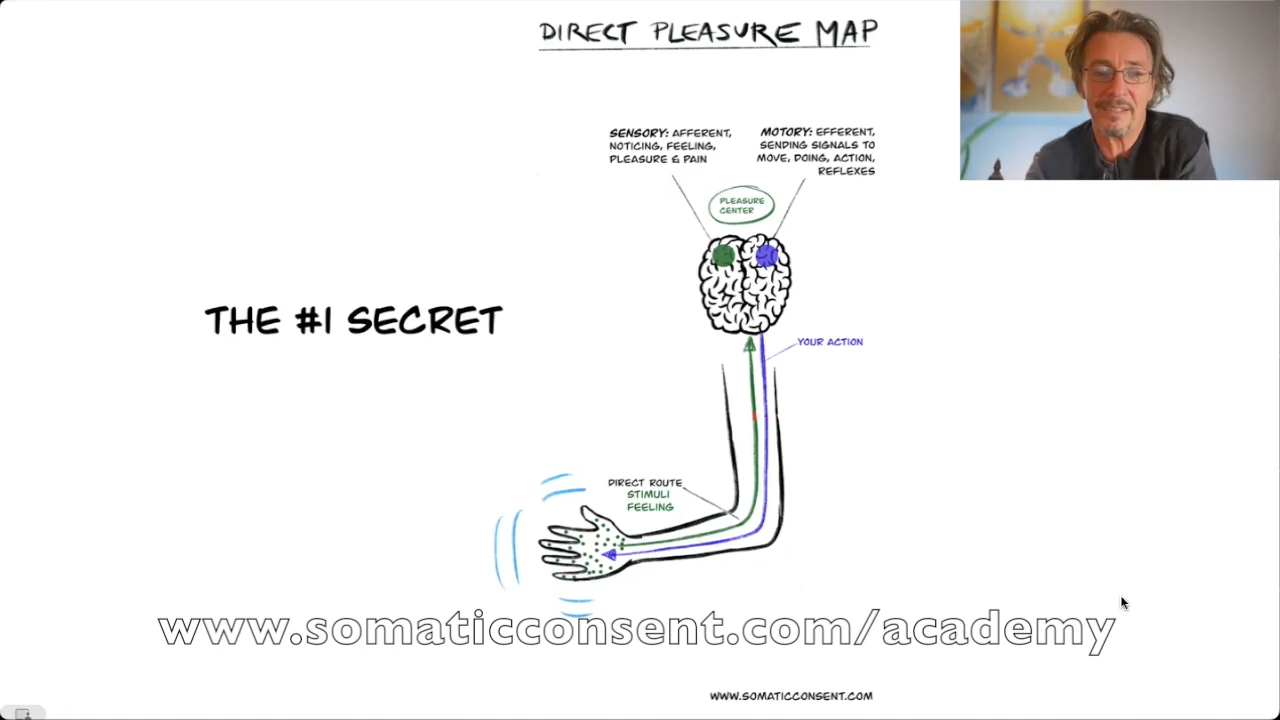 DIRECT PLEASURE MAP
SENSORY: AFFERENT,
NOTICING, FEELING,
PLEASURE & PAIN
MOTORY: EFFERENT,
SENDING SIGNALS TO
MOVE, DOING, ACTION,
REFLEXES
PLEASURE
CENTER
THE #1 SECRET
YOUR ACTION
DIRECT ROUTE
STIMULI
FEELING
www.somaticconsent.com/academy
WWW.SOMATICCONSENT.COM